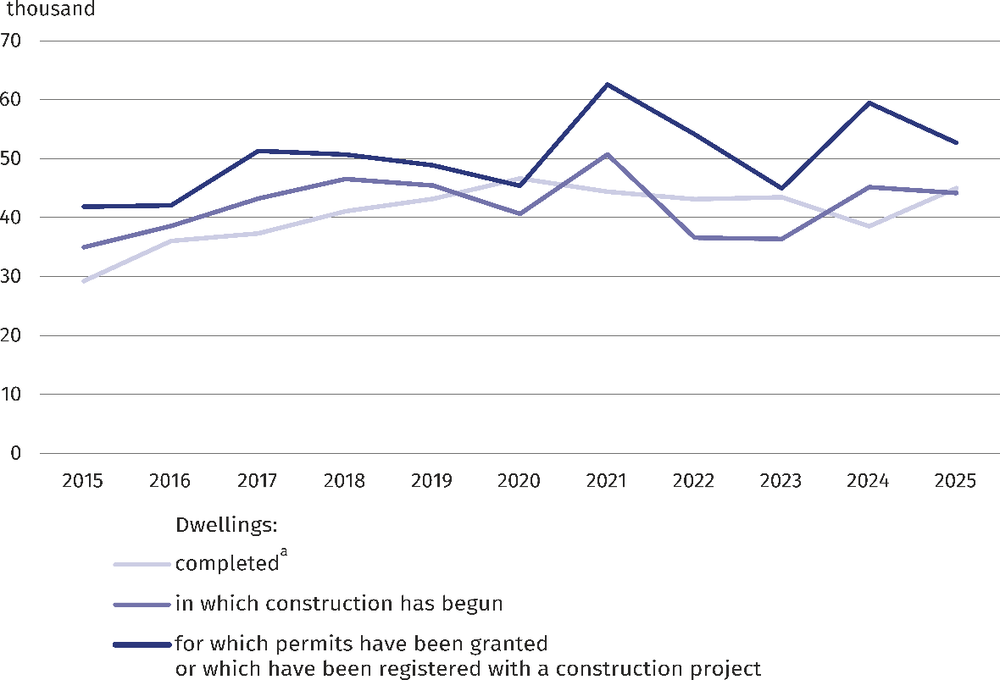 thousand
70
60
50
40
30
20
10
0
2015 2016 2017 2018 2019 2020 2021 2022 2023 2024 2025
Dwellings:
completedᵃ
in which construction has begun
for which permits have been granted
or which have been registered with a construction project